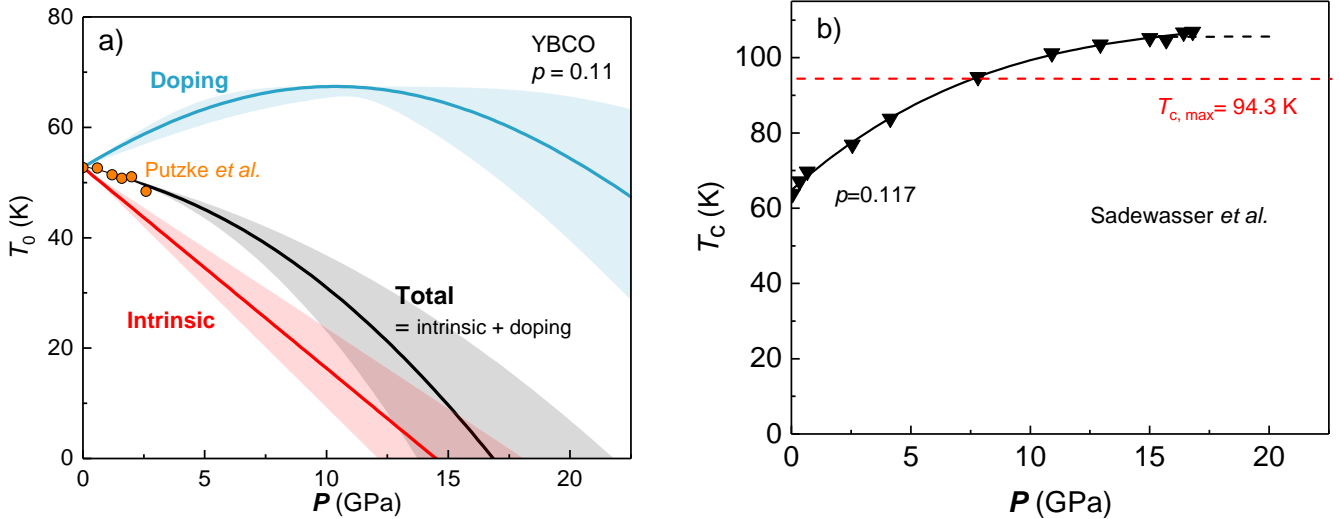 a)
YBCO
p = 0.11
Doping
Putzke et al.
Intrinsic
Total
= intrinsic + doping
80
60
40
20
0
T0 (K)
0 5 10 15 20
P (GPa)
b)
Tc, max= 94.3 K
p=0.117
Sadewasser et al.
100
80
60
40
20
0
Tc (K)
0 5 10 15 20
P (GPa)